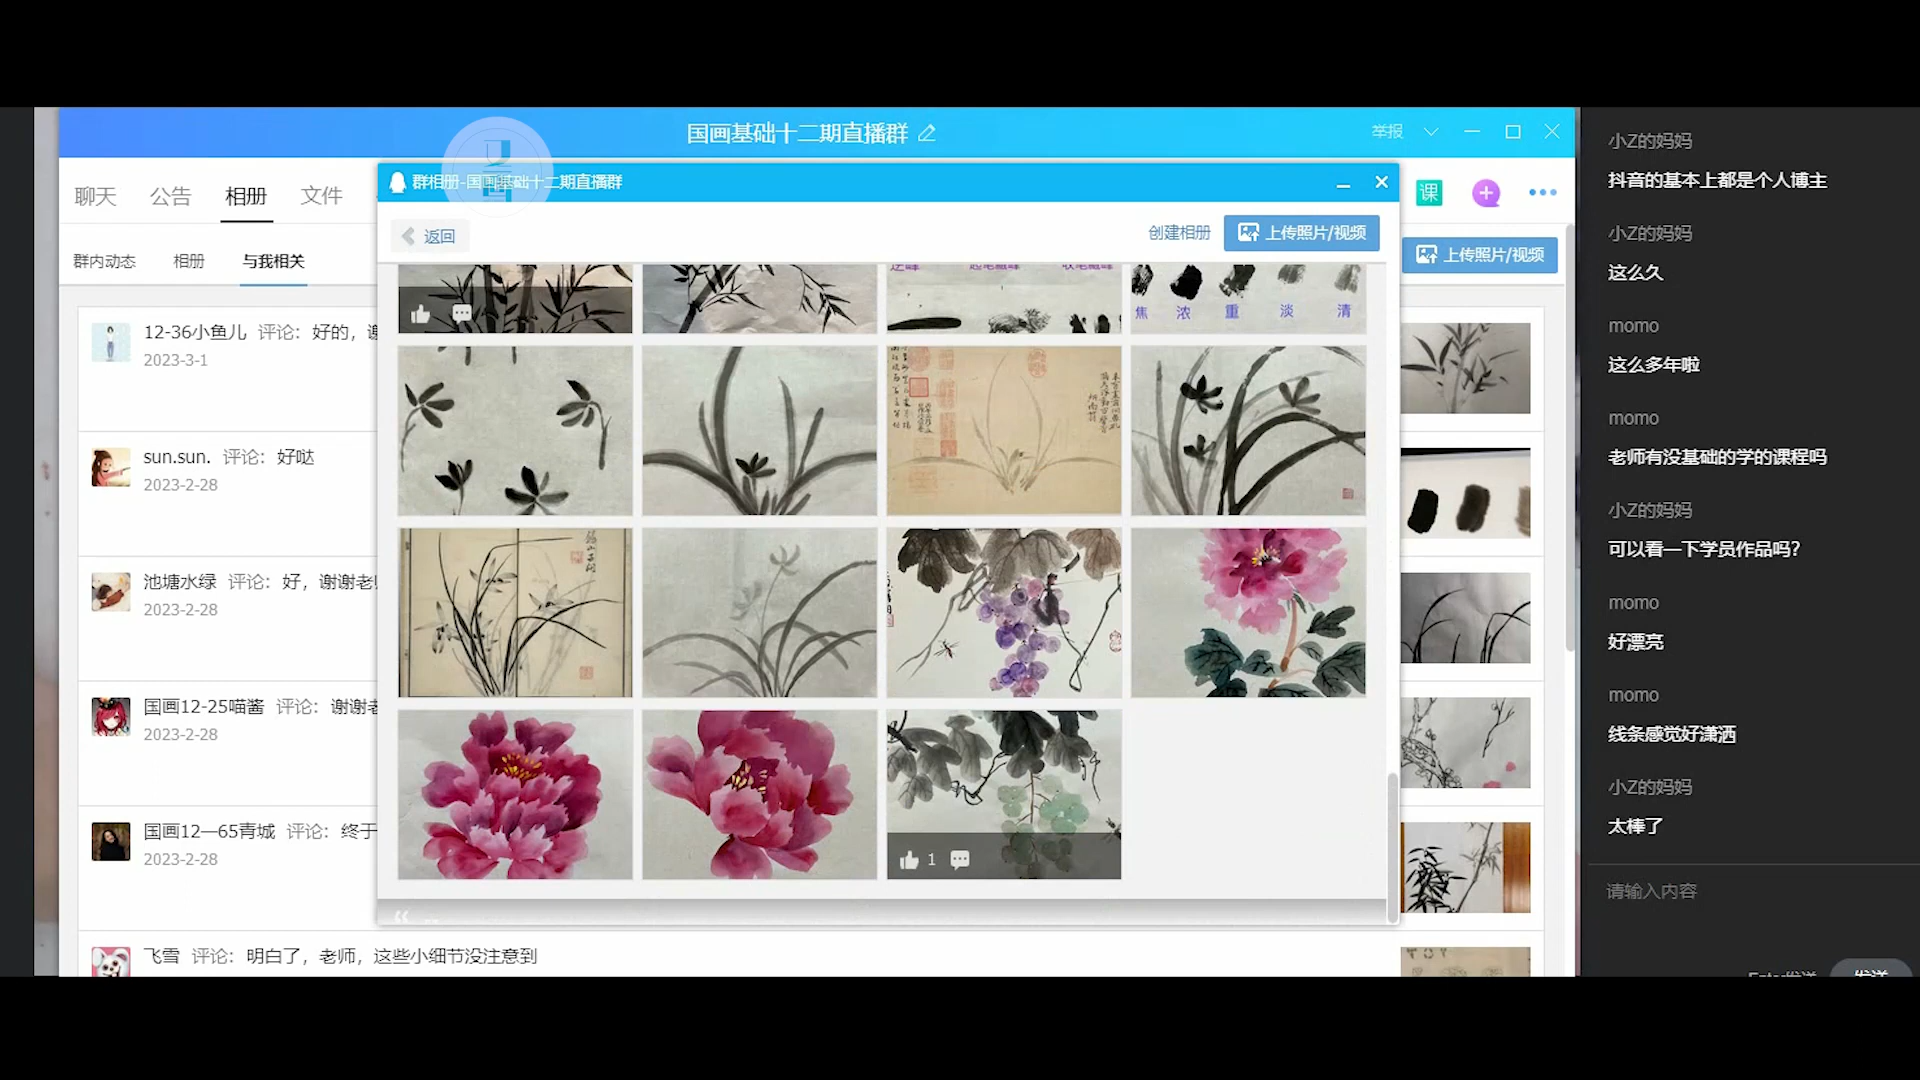 国画基础十二期直播群
举报
聊天
公告
相册
文件
群相册-国画基础十二期直播群
课
返回
创建相册
上传照片/视频
上传照片/视频
群内动态
相册
与我相关
12-36小鱼儿 评论：好的，
2023-3-1
sun.sun. 评论：好哒
2023-2-28
池塘水绿 评论：好，谢谢老
2023-2-28
国画12-25喵酱 评论：谢谢
2023-2-28
国画12—65青城 评论：终于
2023-2-28
飞雪 评论：明白了，老师，这些小细节没注意到
逆峰
焦 浓 重 淡 清
1
小Z的妈妈
抖音的基本上都是个人博主
小Z的妈妈
这么久
momo
这么多年啦
momo
老师有没基础的学的课程吗
小Z的妈妈
可以看一下学员作品吗?
momo
好漂亮
momo
线条感觉好潇洒
小Z的妈妈
太棒了
请输入内容
Enter发送
发送